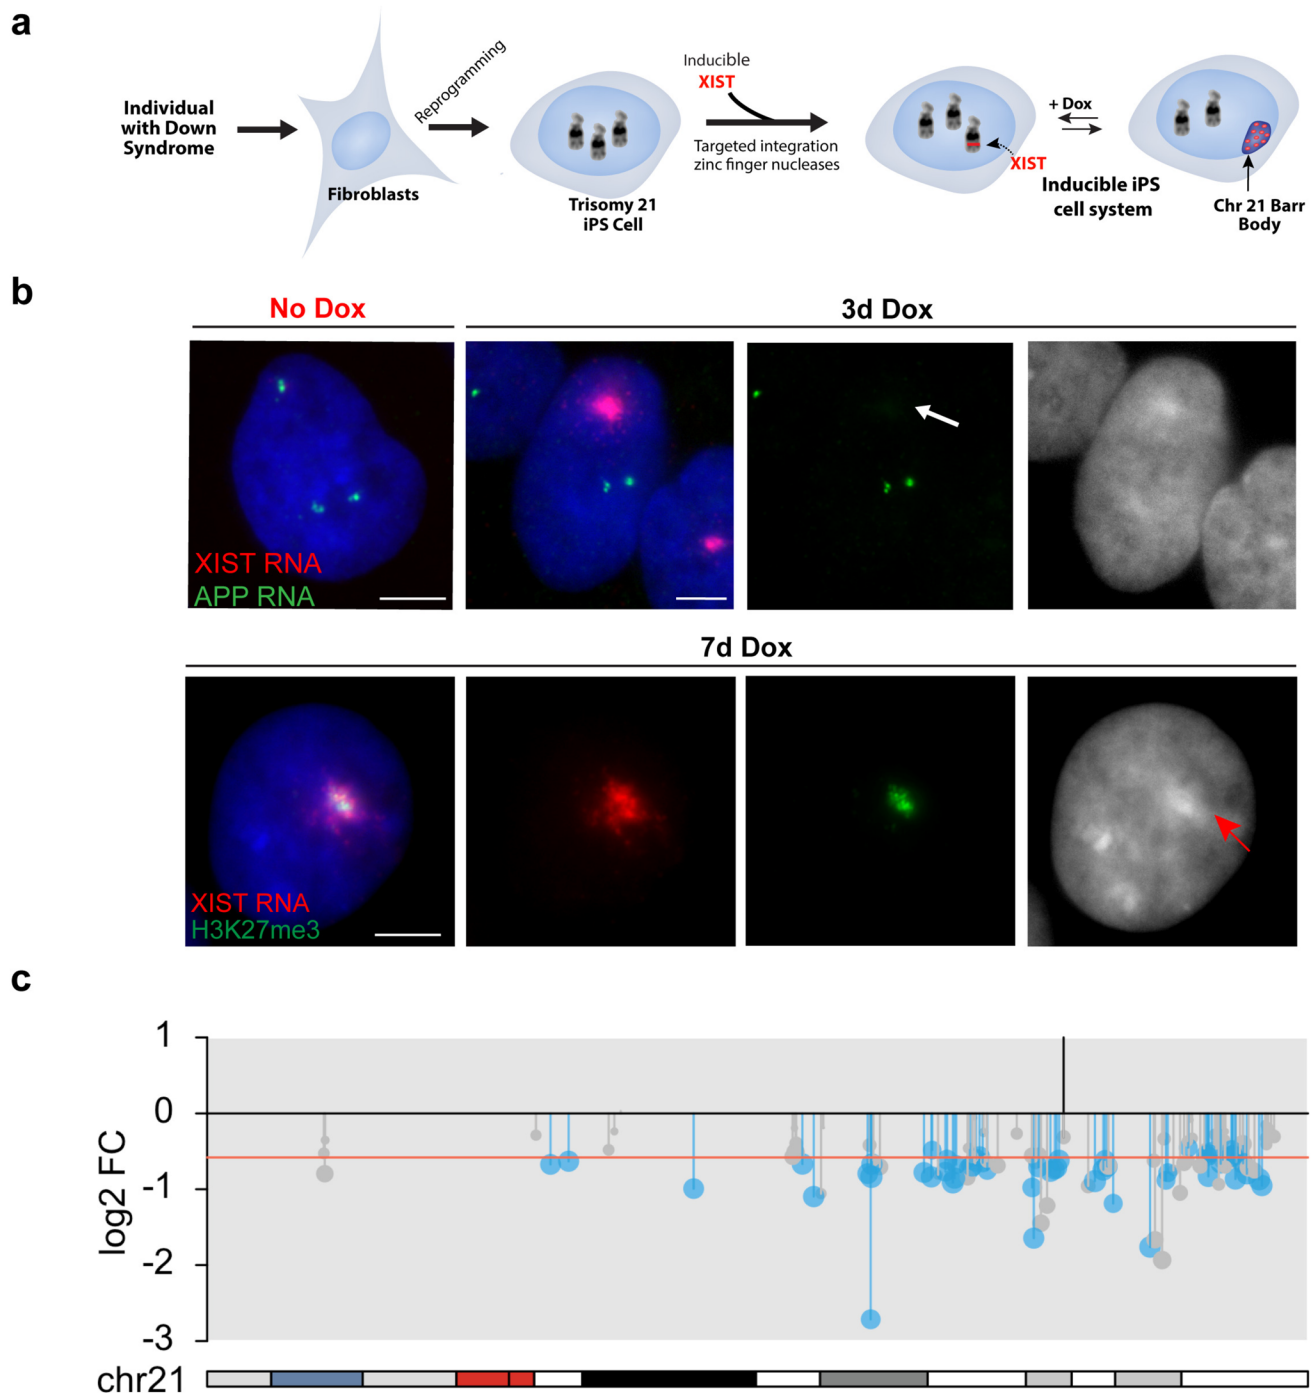 a
Individual
with Down
Syndrome
Fibroblasts
Reprogramming
Trisomy 21
iPS Cell
Inducible
XIST
Targeted integration
zinc finger nucleases
XIST
+ Dox
Inducible iPS
cell system
Chr 21 Barr
Body
b
No Dox
3d Dox
XIST RNA
APP RNA
7d Dox
XIST RNA
H3K27me3
c
log2 FC
1
0
-1
-2
-3
chr21